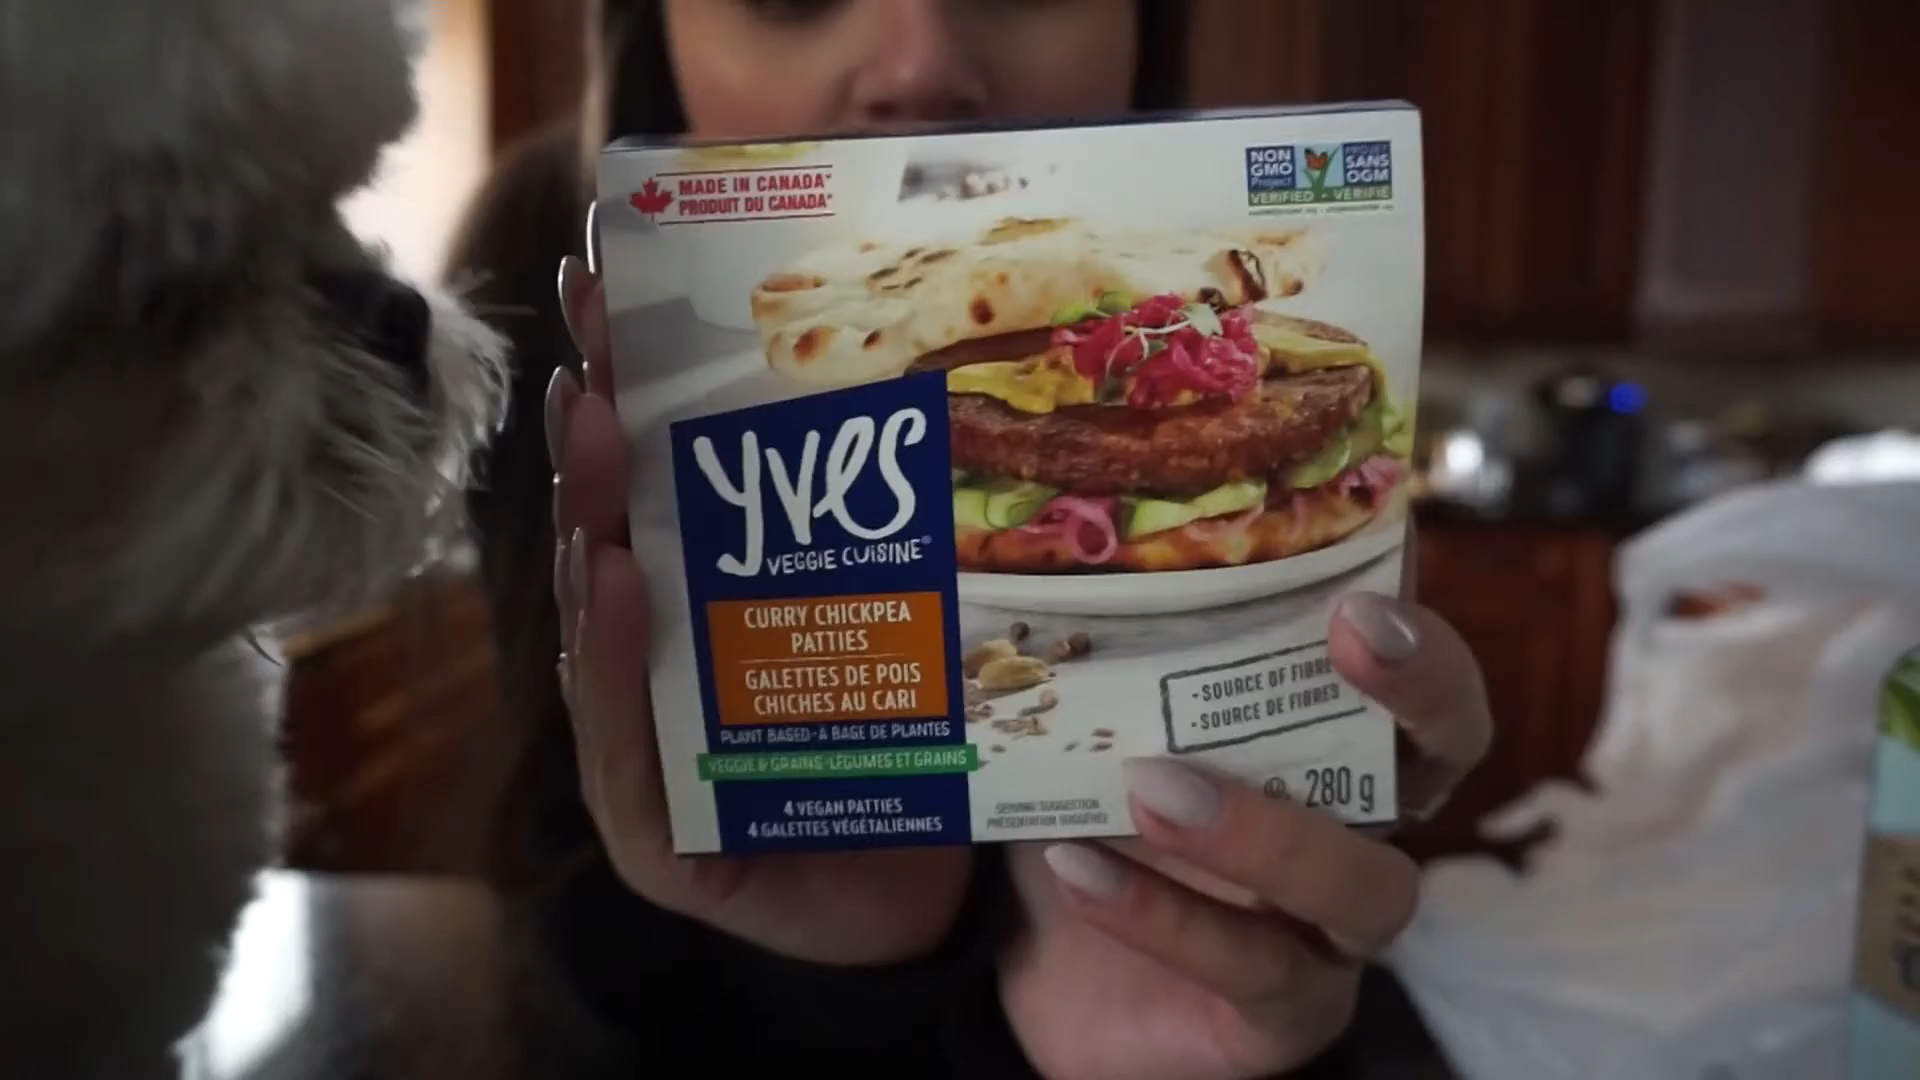 MADE IN CANADA*
PRODUIT DU CANADA*
NON
GMO
Project
PROJET
SANS
OGM
VERIFIED • VÉRIFIÉ
yves
VEGGIE CUISINE®
CURRY CHICKPEA
PATTIES
GALETTES DE POIS
CHICHES AU CARI
PLANT BASED-À BASE DE PLANTES
VEGGIE & GRAINS-LÉGUMES ET GRAINS
4 VEGAN PATTIES
4 GALETTES VÉGÉTALIENNES
-SOURCE OF FIBRE
-SOURCE DE FIBRES
SERVING SUGGESTION
PRÉSENTATION SUGGÉRÉE
280 g